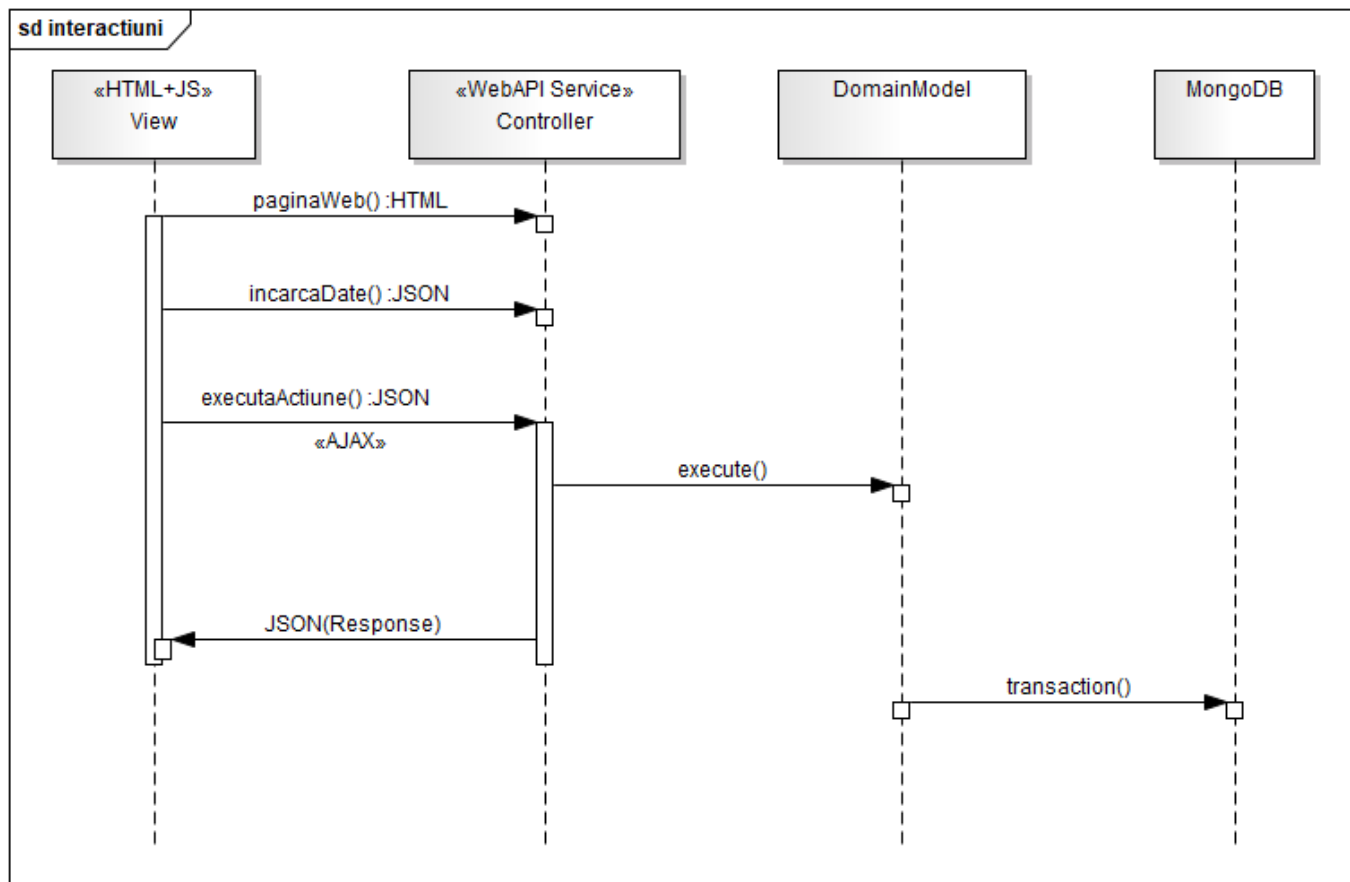 sd interactiuni
«HTML+JS»
View
«WebAPI Service»
Controller
DomainModel
MongoDB
paginaWeb() :HTML
incarcaDate() :JSON
executaActiune() :JSON
«AJAX»
execute()
JSON(Response)
transaction()